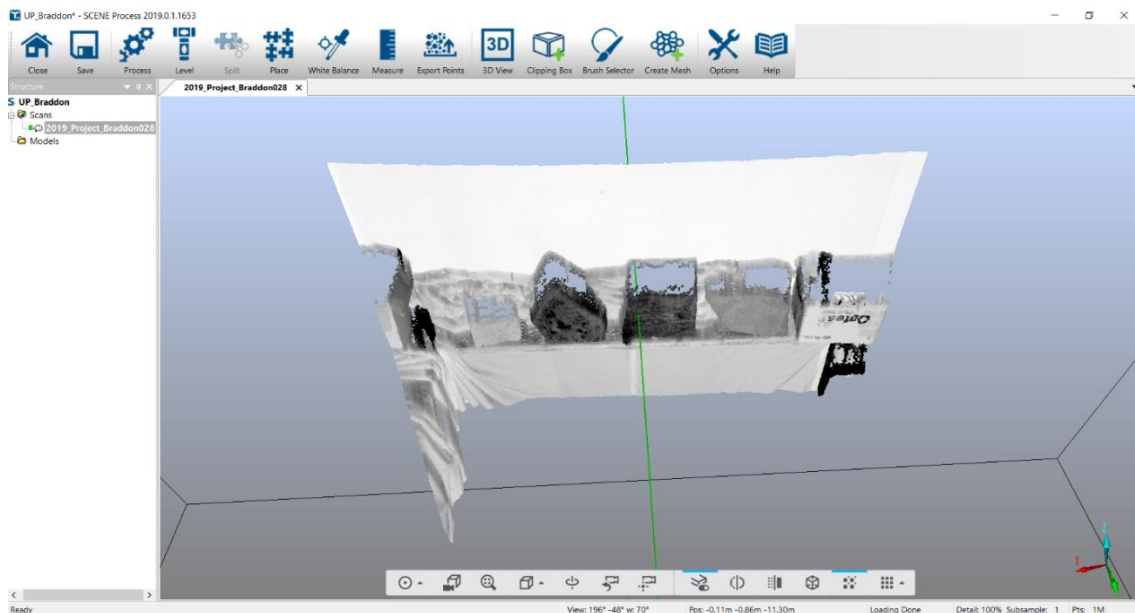 UP_Braddon* - SCENE Process 2019.0.1.1653
Close Save Process Level Split Place White Balance Measure Export Points 3D View Clipping Box Brush Selector Create Mesh Options Help
3D
Structure
2019_Project_Braddon028 X
UP_Braddon
Scans
2019_Project_Braddon028
Models
Ready
View: 196° -48° w: 70°
Pos: -0.11m -0.86m -11.30m
Loading Done
Detail: 100% Subsample: 1 Pts: 1M